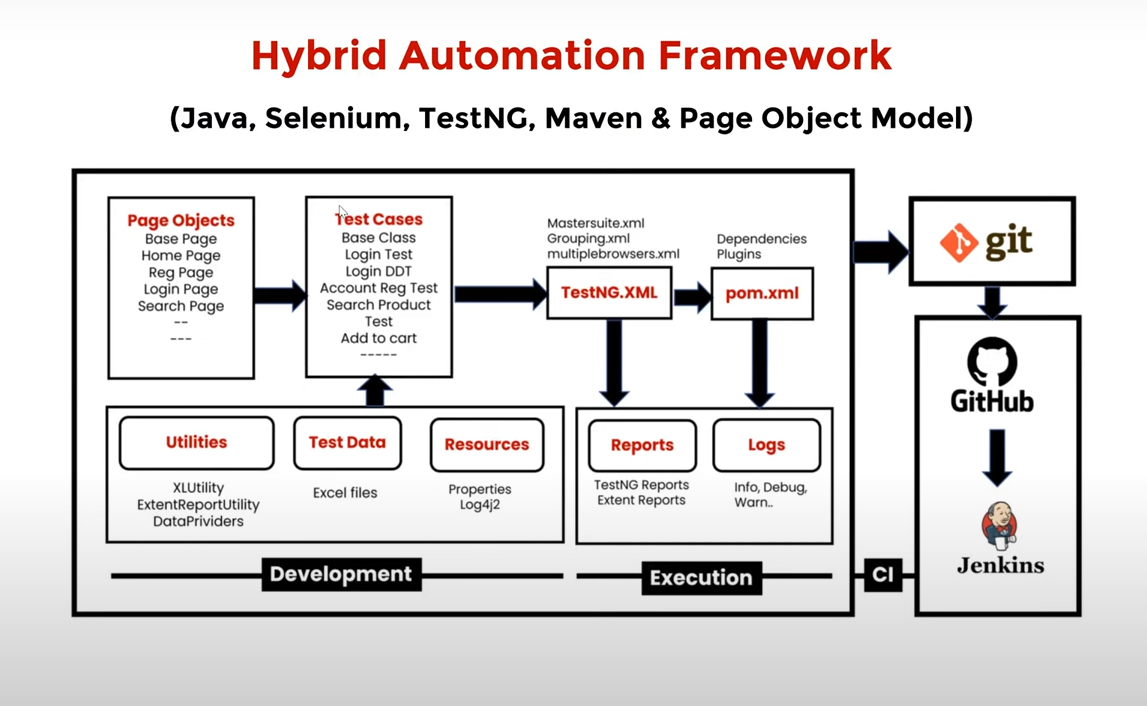 Hybrid Automation Framework
(Java, Selenium, TestNG, Maven & Page Object Model)
Page Objects
Base Page
Home Page
Reg Page
Login Page
Search Page
--
---
Test Cases
Base Class
Login Test
Login DDT
Account Reg Test
Search Product
Test
Add to cart
-----
Mastersuite.xml
Grouping.xml
multiplebrowsers.xml
TestNG.XML
Dependencies
Plugins
pom.xml
git
GitHub
Jenkins
Utilities
XLUtility
ExtentReportUtility
DataPrividers
Test Data
Excel files
Resources
Properties
Log4j2
Reports
TestNG Reports
Extent Reports
Logs
Info, Debug,
Warn..
Development
Execution
CI